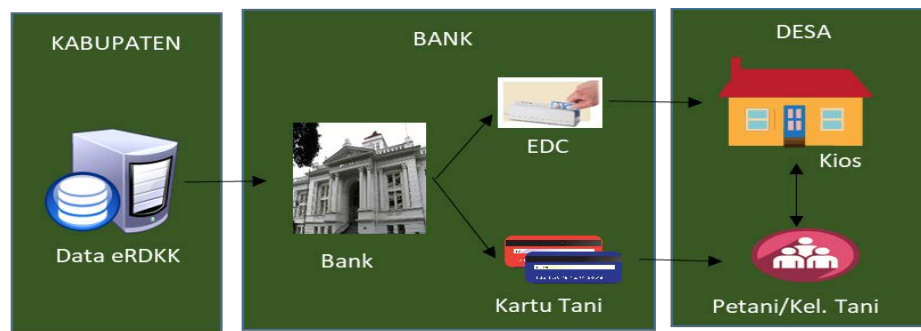 KABUPATEN
Data eRDKK
BANK
Bank
EDC
Kartu Tani
DESA
Kios
Petani/Kel. Tani